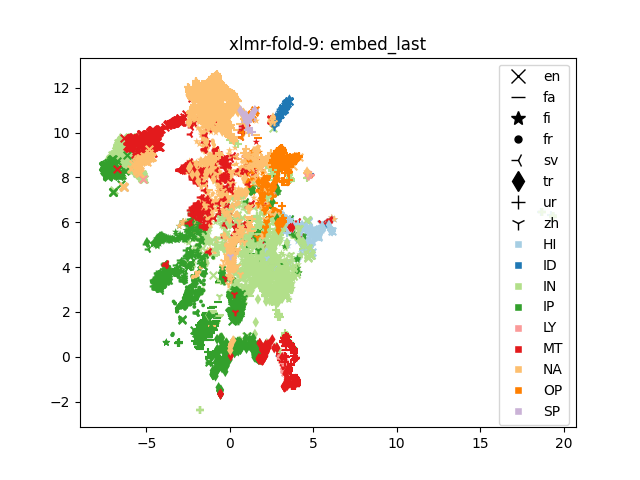 xlmr-fold-9: embed_last
12
10
8
6
4
2
0
−2
−5
0
5
10
15
20
en
fa
fi
fr
sv
tr
ur
zh
HI
ID
IN
IP
LY
MT
NA
OP
SP